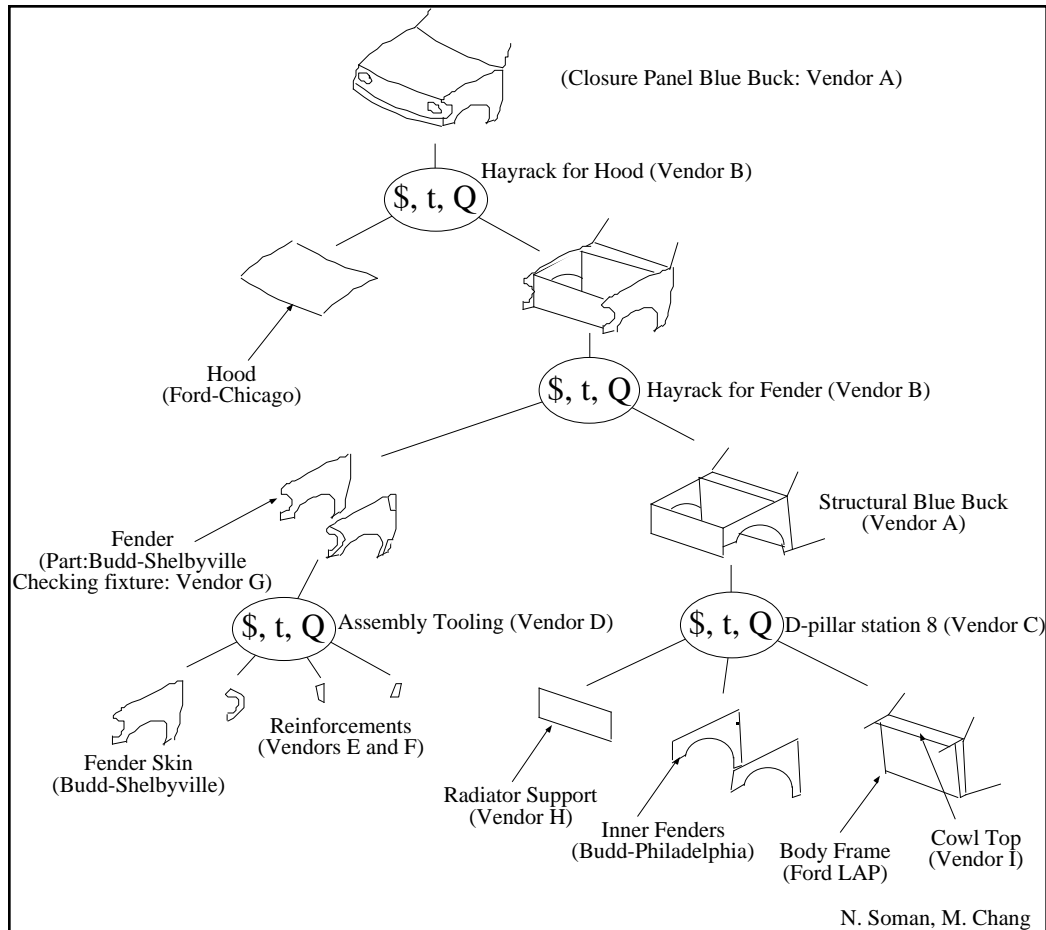 (Closure Panel Blue Buck: Vendor A)
Hayrack for Hood (Vendor B)
$, t, Q
Hood
(Ford-Chicago)
$, t, Q
Hayrack for Fender (Vendor B)
Structural Blue Buck
(Vendor A)
Fender
(Part:Budd-Shelbyville
Checking fixture: Vendor G)
$, t, Q
Assembly Tooling (Vendor D)
$, t, Q
D-pillar station 8 (Vendor C)
Reinforcements
(Vendors E and F)
Fender Skin
(Budd-Shelbyville)
Radiator Support
(Vendor H)
Inner Fenders
(Budd-Philadelphia)
Body Frame
(Ford LAP)
Cowl Top
(Vendor I)
N. Soman, M. Chang